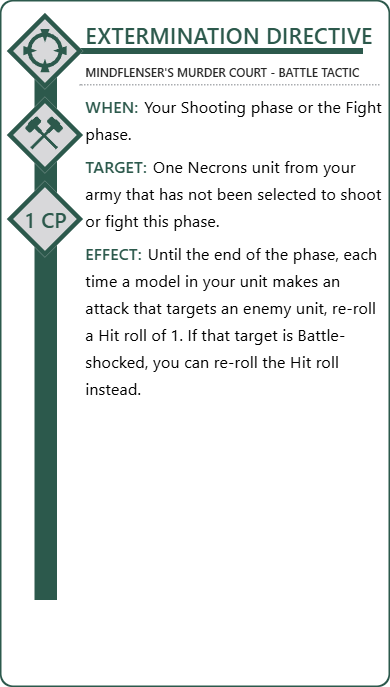 EXTERMINATION DIRECTIVE
MINDFLENSER'S MURDER COURT - BATTLE TACTIC
WHEN: Your Shooting phase or the Fight
phase.
TARGET: One Necrons unit from your
army that has not been selected to shoot
or fight this phase.
1 CP
EFFECT: Until the end of the phase, each
time a model in your unit makes an
attack that targets an enemy unit, re-roll
a Hit roll of 1. If that target is Battle-
shocked, you can re-roll the Hit roll
instead.